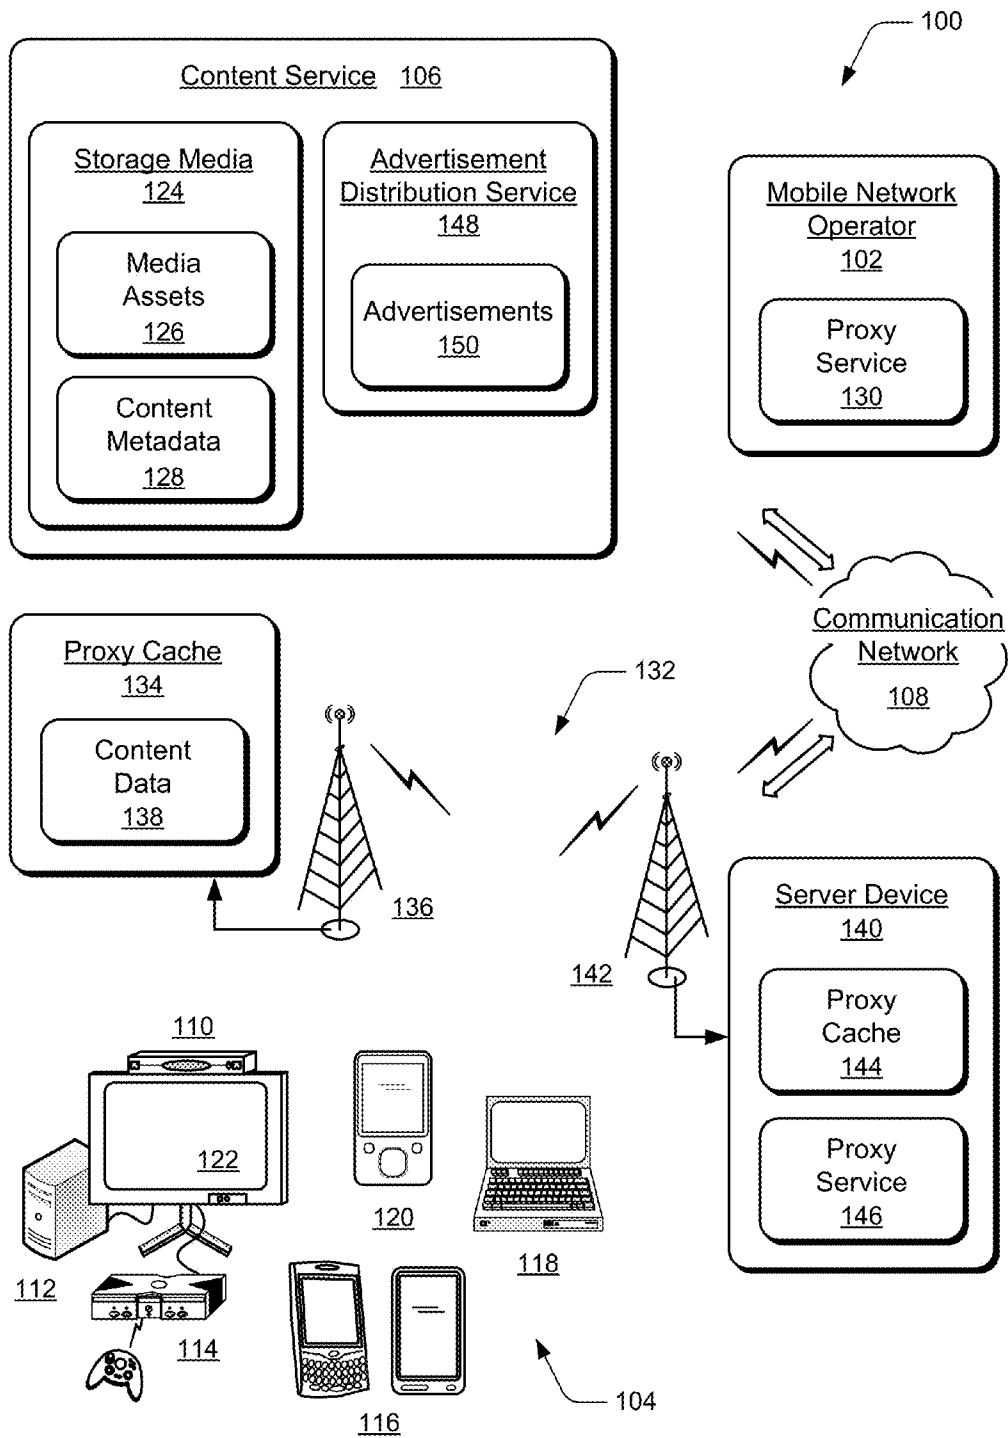 100
Content Service 106
Storage Media
124
Media
Assets
126
Content
Metadata
128
Advertisement
Distribution Service
148
Advertisements
150
Mobile Network
Operator
102
Proxy
Service
130
Communication
Network
108
Proxy Cache
134
Content
Data
138
132
136
142
Server Device
140
Proxy
Cache
144
Proxy
Service
146
110
122
112
114
120
118
116
104